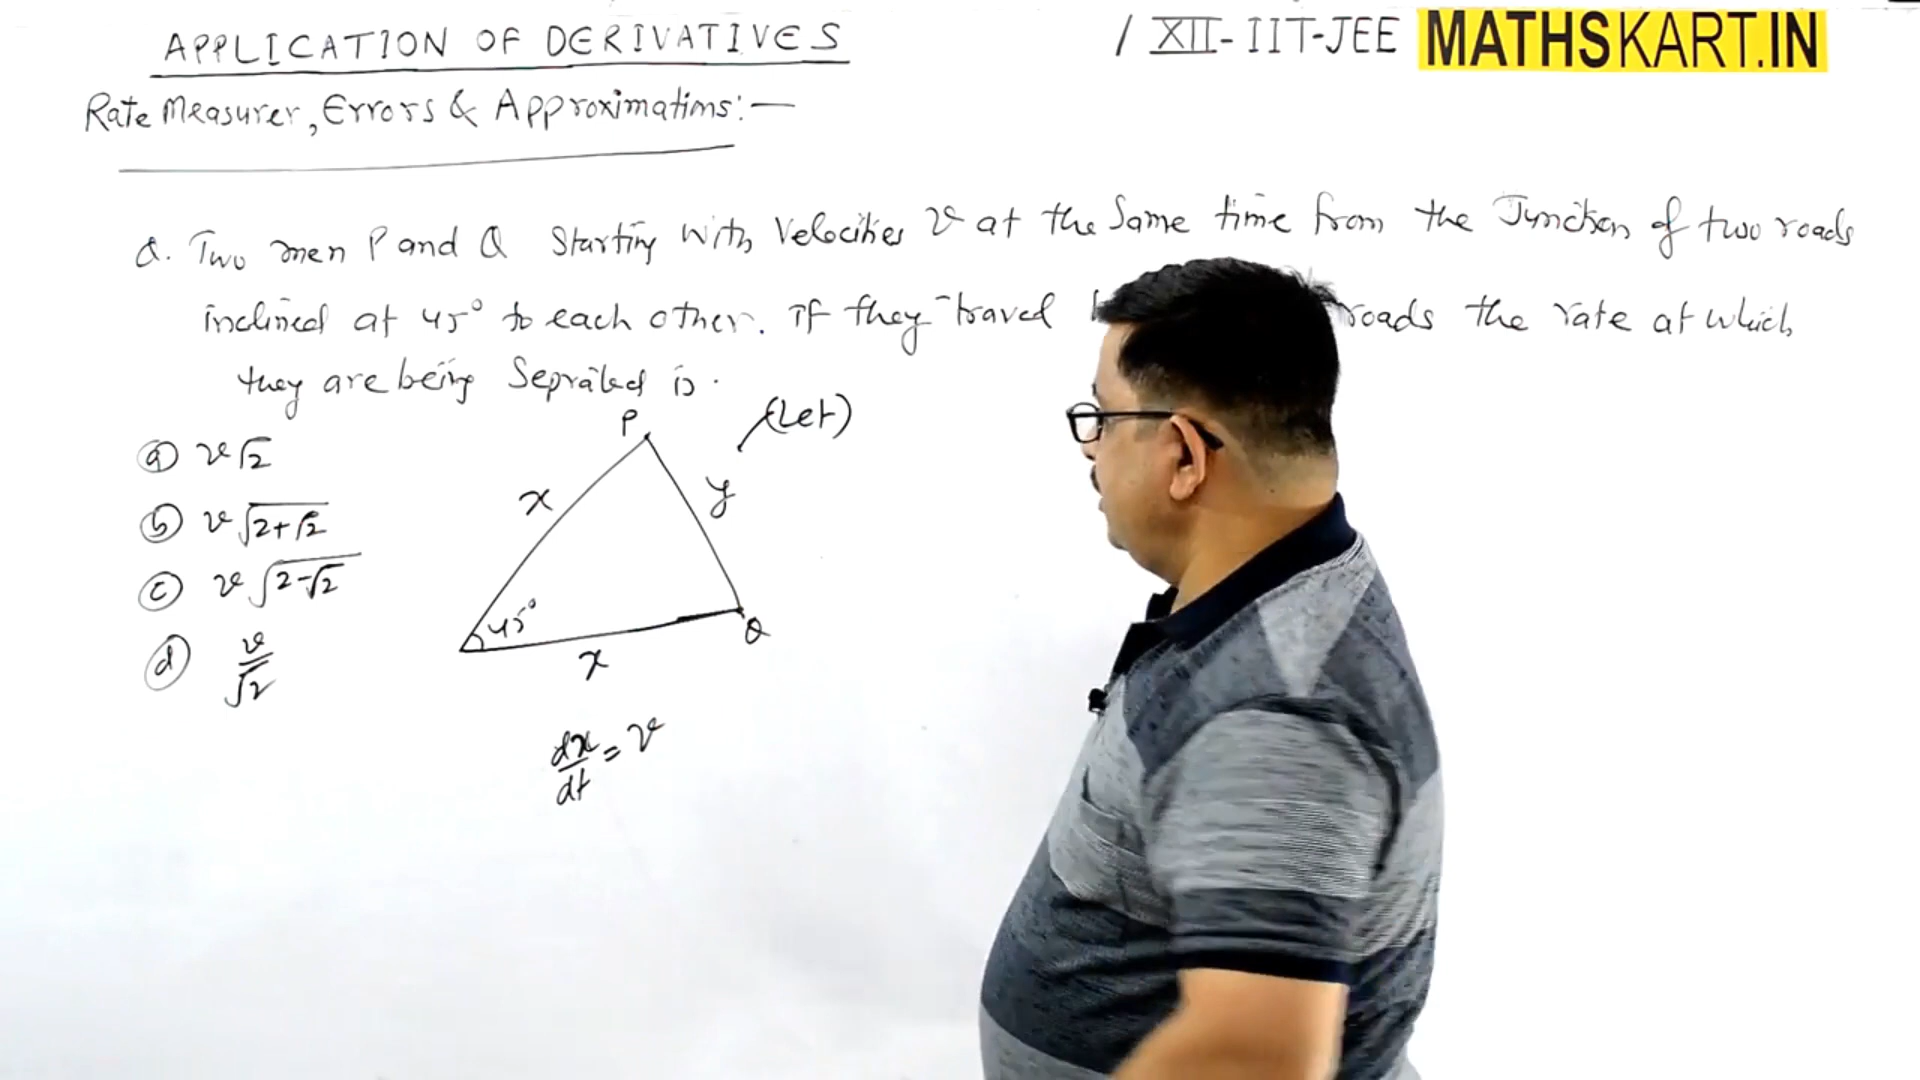 APPLICATION OF DERIVATIVES
/ XII-IIT-JEE MATHSKART.IN
Rate Measurer, Errors & Approximations:-
Q. Two men P and Q Starting with Velocities v at the Same time from the Junction of two roads
inclined at 45° to each other. If they travel roads the rate at which
they are being Seprated is.
(a) v√2
(b) v√(2+√2)
(c) v√(2-√2)
(d) v/√2
P
(Let)
x
y
45°
Q
x
dx/dt = v